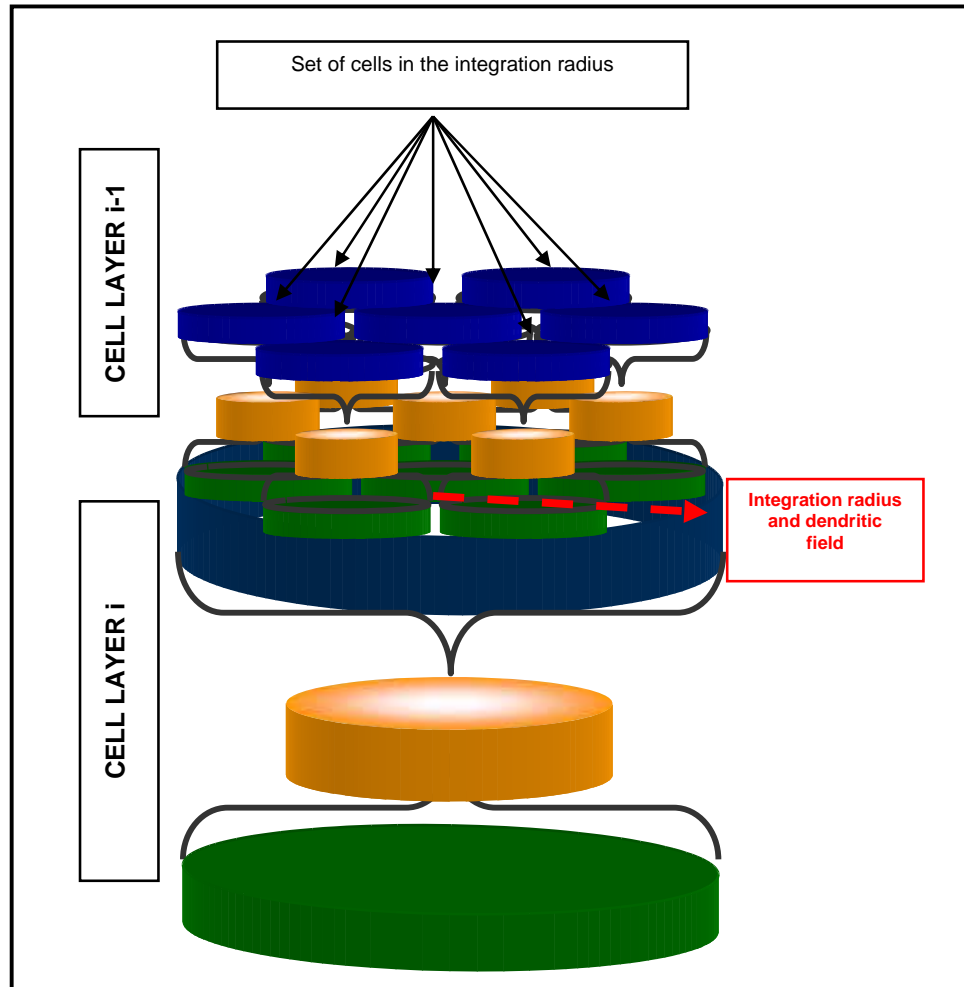 Set of cells in the integration radius
CELL LAYER i-1
Integration radius
and dendritic
field
CELL LAYER i